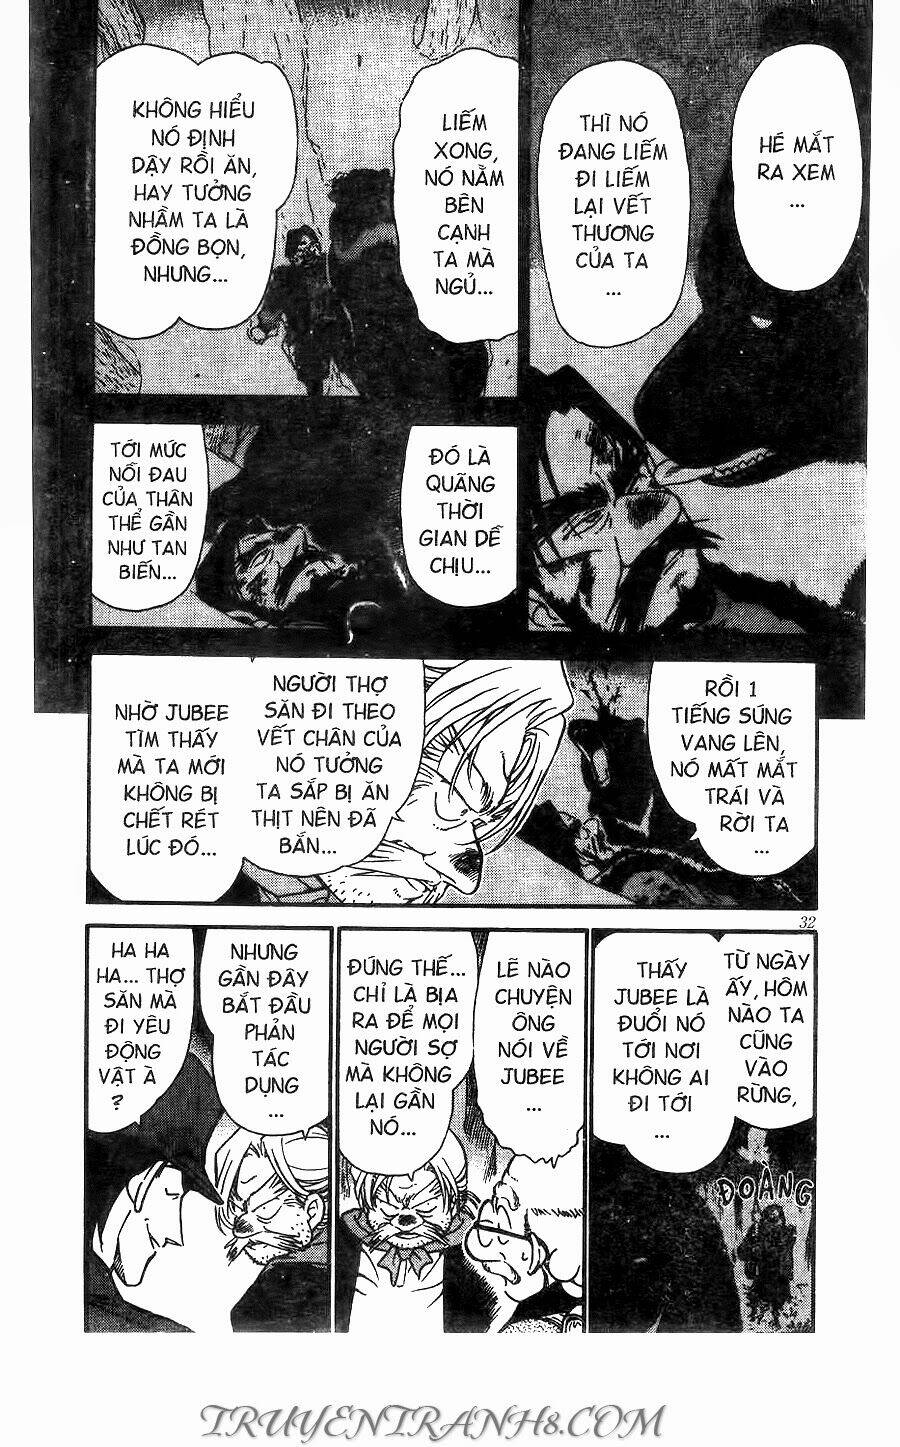 HÉ MẮT
RA XEM
...
THÌ NÓ
ĐANG LIẾM
ĐI LIẾM
LẠI VẾT
THƯƠNG
CỦA TA
...
LIẾM
XONG,
NÓ NẰM
BÊN
CẠNH
TA MÀ
NGỦ...
KHÔNG HIỂU
NÓ ĐỊNH
DẬY RỒI ĂN,
HAY TƯỞNG
NHẦM TA LÀ
ĐỒNG BỌN,
NHƯNG...
ĐÓ LÀ
QUÃNG
THỜI
GIAN DỄ
CHỊU...
TỚI MỨC
NỖI ĐAU
CỦA THÂN
THỂ GẦN
NHƯ TAN
BIẾN...
RỒI 1
TIẾNG SÚNG
VANG LÊN,
NÓ MẤT MẮT
TRÁI VÀ
RỜI TA
...
NGƯỜI THỢ
SĂN ĐI THEO
VẾT CHÂN CỦA
NÓ TƯỞNG
TA SẮP BỊ ĂN
THỊT NÊN ĐÃ
BẮN...
NHỜ JUBEE
TÌM THẤY
MÀ TA MỚI
KHÔNG BỊ
CHẾT RÉT
LÚC ĐÓ...
32
TỪ NGÀY
ẤY, HÔM
NÀO TA
CŨNG
VÀO
RỪNG,
THẤY
JUBEE LÀ
ĐUỔI NÓ
TỚI NƠI
KHÔNG AI
ĐI TỚI
...
ĐOÀNG
LẼ NÀO
CHUYỆN
ÔNG
NÓI VỀ
JUBEE
...
ĐÚNG THẾ...
CHỈ LÀ BỊA
RA ĐỂ MỌI
NGƯỜI SỢ
MÀ KHÔNG
LẠI GẦN
NÓ...
NHƯNG
GẦN ĐÂY
BẮT ĐẦU
PHẢN
TÁC
DỤNG
...
HA HA
HA... THỢ
SĂN MÀ
ĐI YÊU
ĐỘNG
VẬT À
?
TRUYENTRANH8.COM